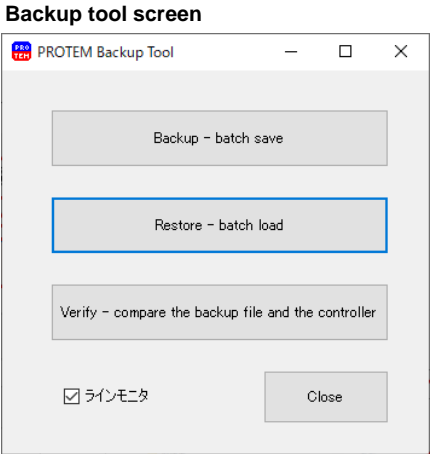 Backup tool screen
PRO
TEM
PROTEM Backup Tool
Backup - batch save
Restore - batch load
Verify - compare the backup file and the controller
ラインモニタ
Close